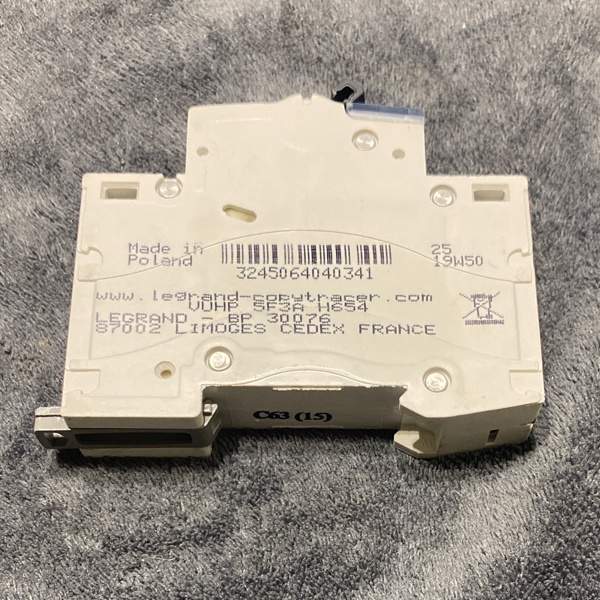 Made in
Poland
3245064040341
25
19W50
www.legrand-copytracer.com
VUHP 5F3A H654
LEGRAND - BP 30076
87002 LIMOGES CEDEX FRANCE
C63 (15)